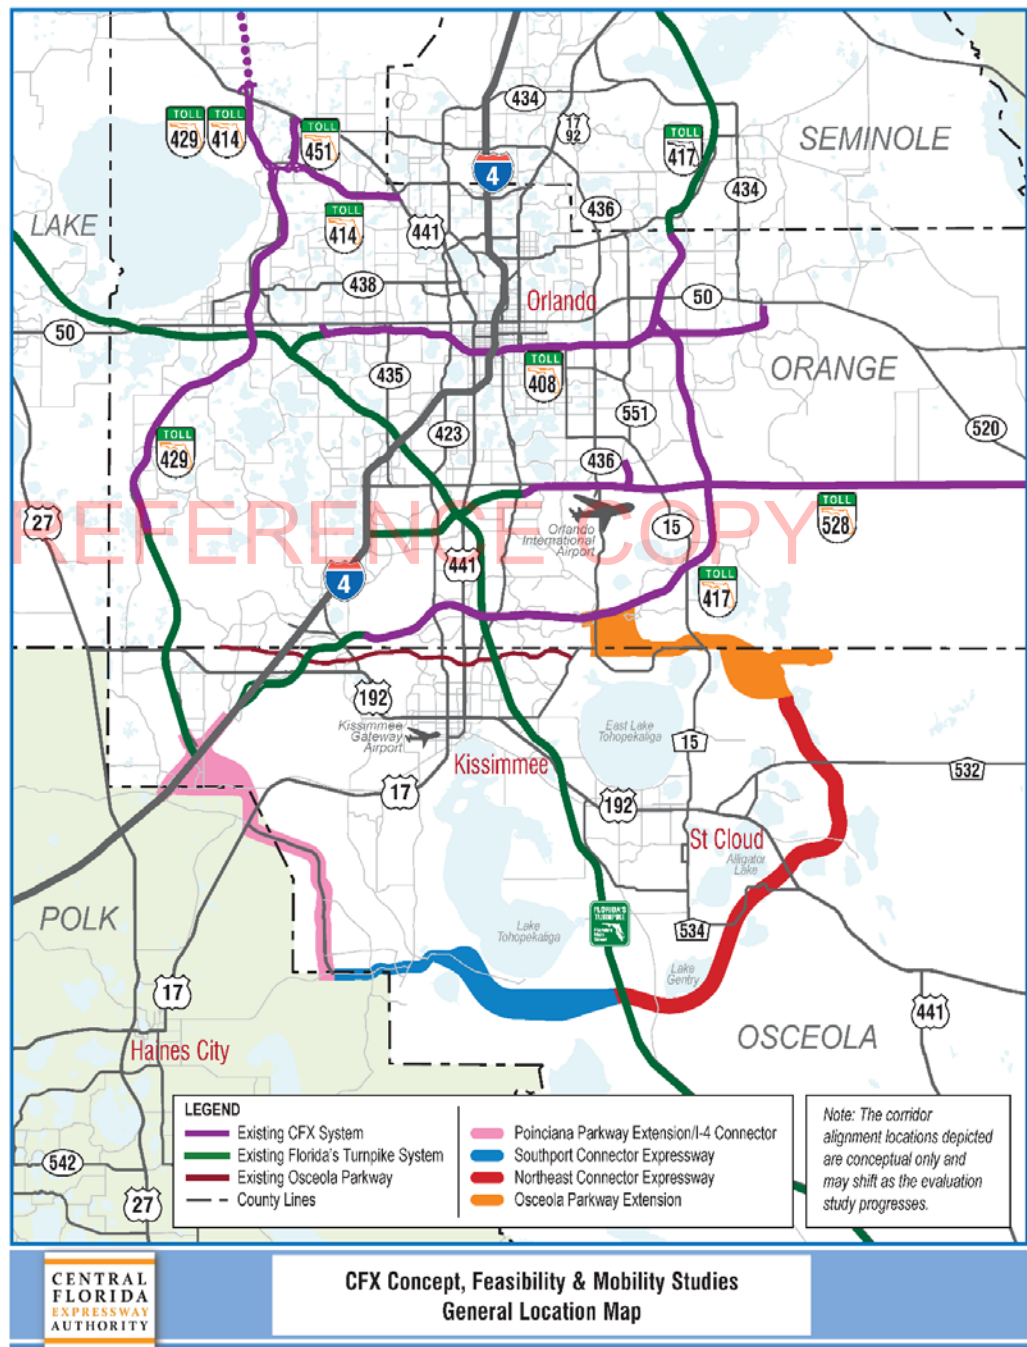 434
17
92
TOLL
429
TOLL
414
TOLL
451
TOLL
417
SEMINOLE
4
434
436
LAKE
TOLL
414
441
438
Orlando
50
50
ORANGE
TOLL
408
435
551
423
520
TOLL
429
436
REFERENCE COPY
27
TOLL
528
15
Orlando
International
Airport
441
4
TOLL
417
192
Kissimmee
Gateway
Airport
East Lake
Tohopekaliga
15
Kissimmee
532
17
192
St Cloud
Alligator
Lake
POLK
FLORIDA'S
TURNPIKE
Lake
Tohopekaliga
534
Lake
Gentry
17
441
OSCEOLA
Haines City
542
27
LEGEND
Existing CFX System
Existing Florida's Turnpike System
Existing Osceola Parkway
County Lines
Poinciana Parkway Extension/I-4 Connector
Southport Connector Expressway
Northeast Connector Expressway
Osceola Parkway Extension
Note: The corridor
alignment locations depicted
are conceptual only and
may shift as the evaluation
study progresses.
CENTRAL
FLORIDA
EXPRESSWAY
AUTHORITY
CFX Concept, Feasibility & Mobility Studies
General Location Map